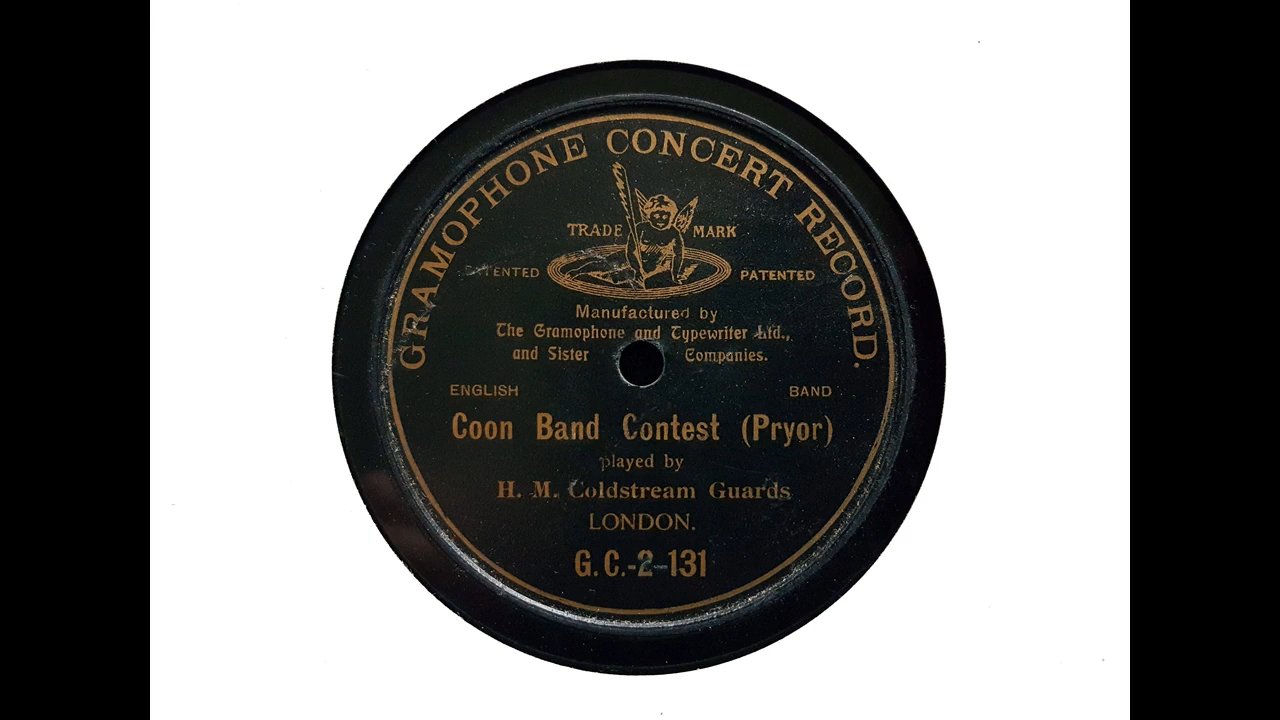 GRAMOPHONE CONCERT RECORD.
TRADE MARK
PATENTED PATENTED
Manufactured by
The Gramophone and Typewriter Ltd.,
and Sister Companies.
ENGLISH BAND
Coon Band Contest (Pryor)
played by
H. M. Coldstream Guards
LONDON.
G.C.-2-131